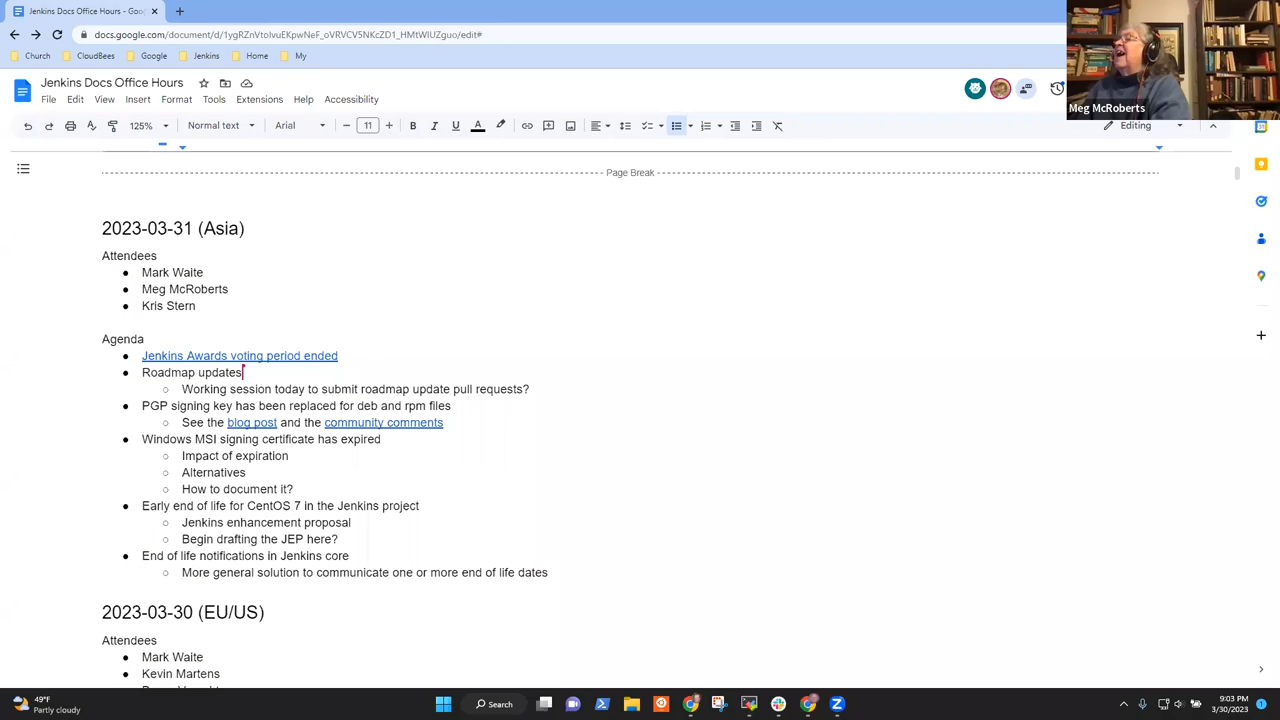 Jenkins Docs Office Hours - Go
docs.google.com/document/d/1ygRZnVtoIvuEKpwNeF_oVRVCV5NKcZD1_HMtWIUZguo/edit#
Church
CloudBees
Google
Jenkins
Home
My
Jenkins Docs Office Hours
File Edit View Insert Format Tools Extensions Help Accessibility
Meg McRoberts
125% Normal text Arial 11 B I U A Editing
Page Break
2023-03-31 (Asia)
Attendees
● Mark Waite
● Meg McRoberts
● Kris Stern
Agenda
● Jenkins Awards voting period ended
● Roadmap updates
○ Working session today to submit roadmap update pull requests?
● PGP signing key has been replaced for deb and rpm files
○ See the blog post and the community comments
● Windows MSI signing certificate has expired
○ Impact of expiration
○ Alternatives
○ How to document it?
● Early end of life for CentOS 7 in the Jenkins project
○ Jenkins enhancement proposal
○ Begin drafting the JEP here?
● End of life notifications in Jenkins core
○ More general solution to communicate one or more end of life dates
2023-03-30 (EU/US)
Attendees
● Mark Waite
● Kevin Martens
49°F
Partly cloudy
Search
9:03 PM
3/30/2023